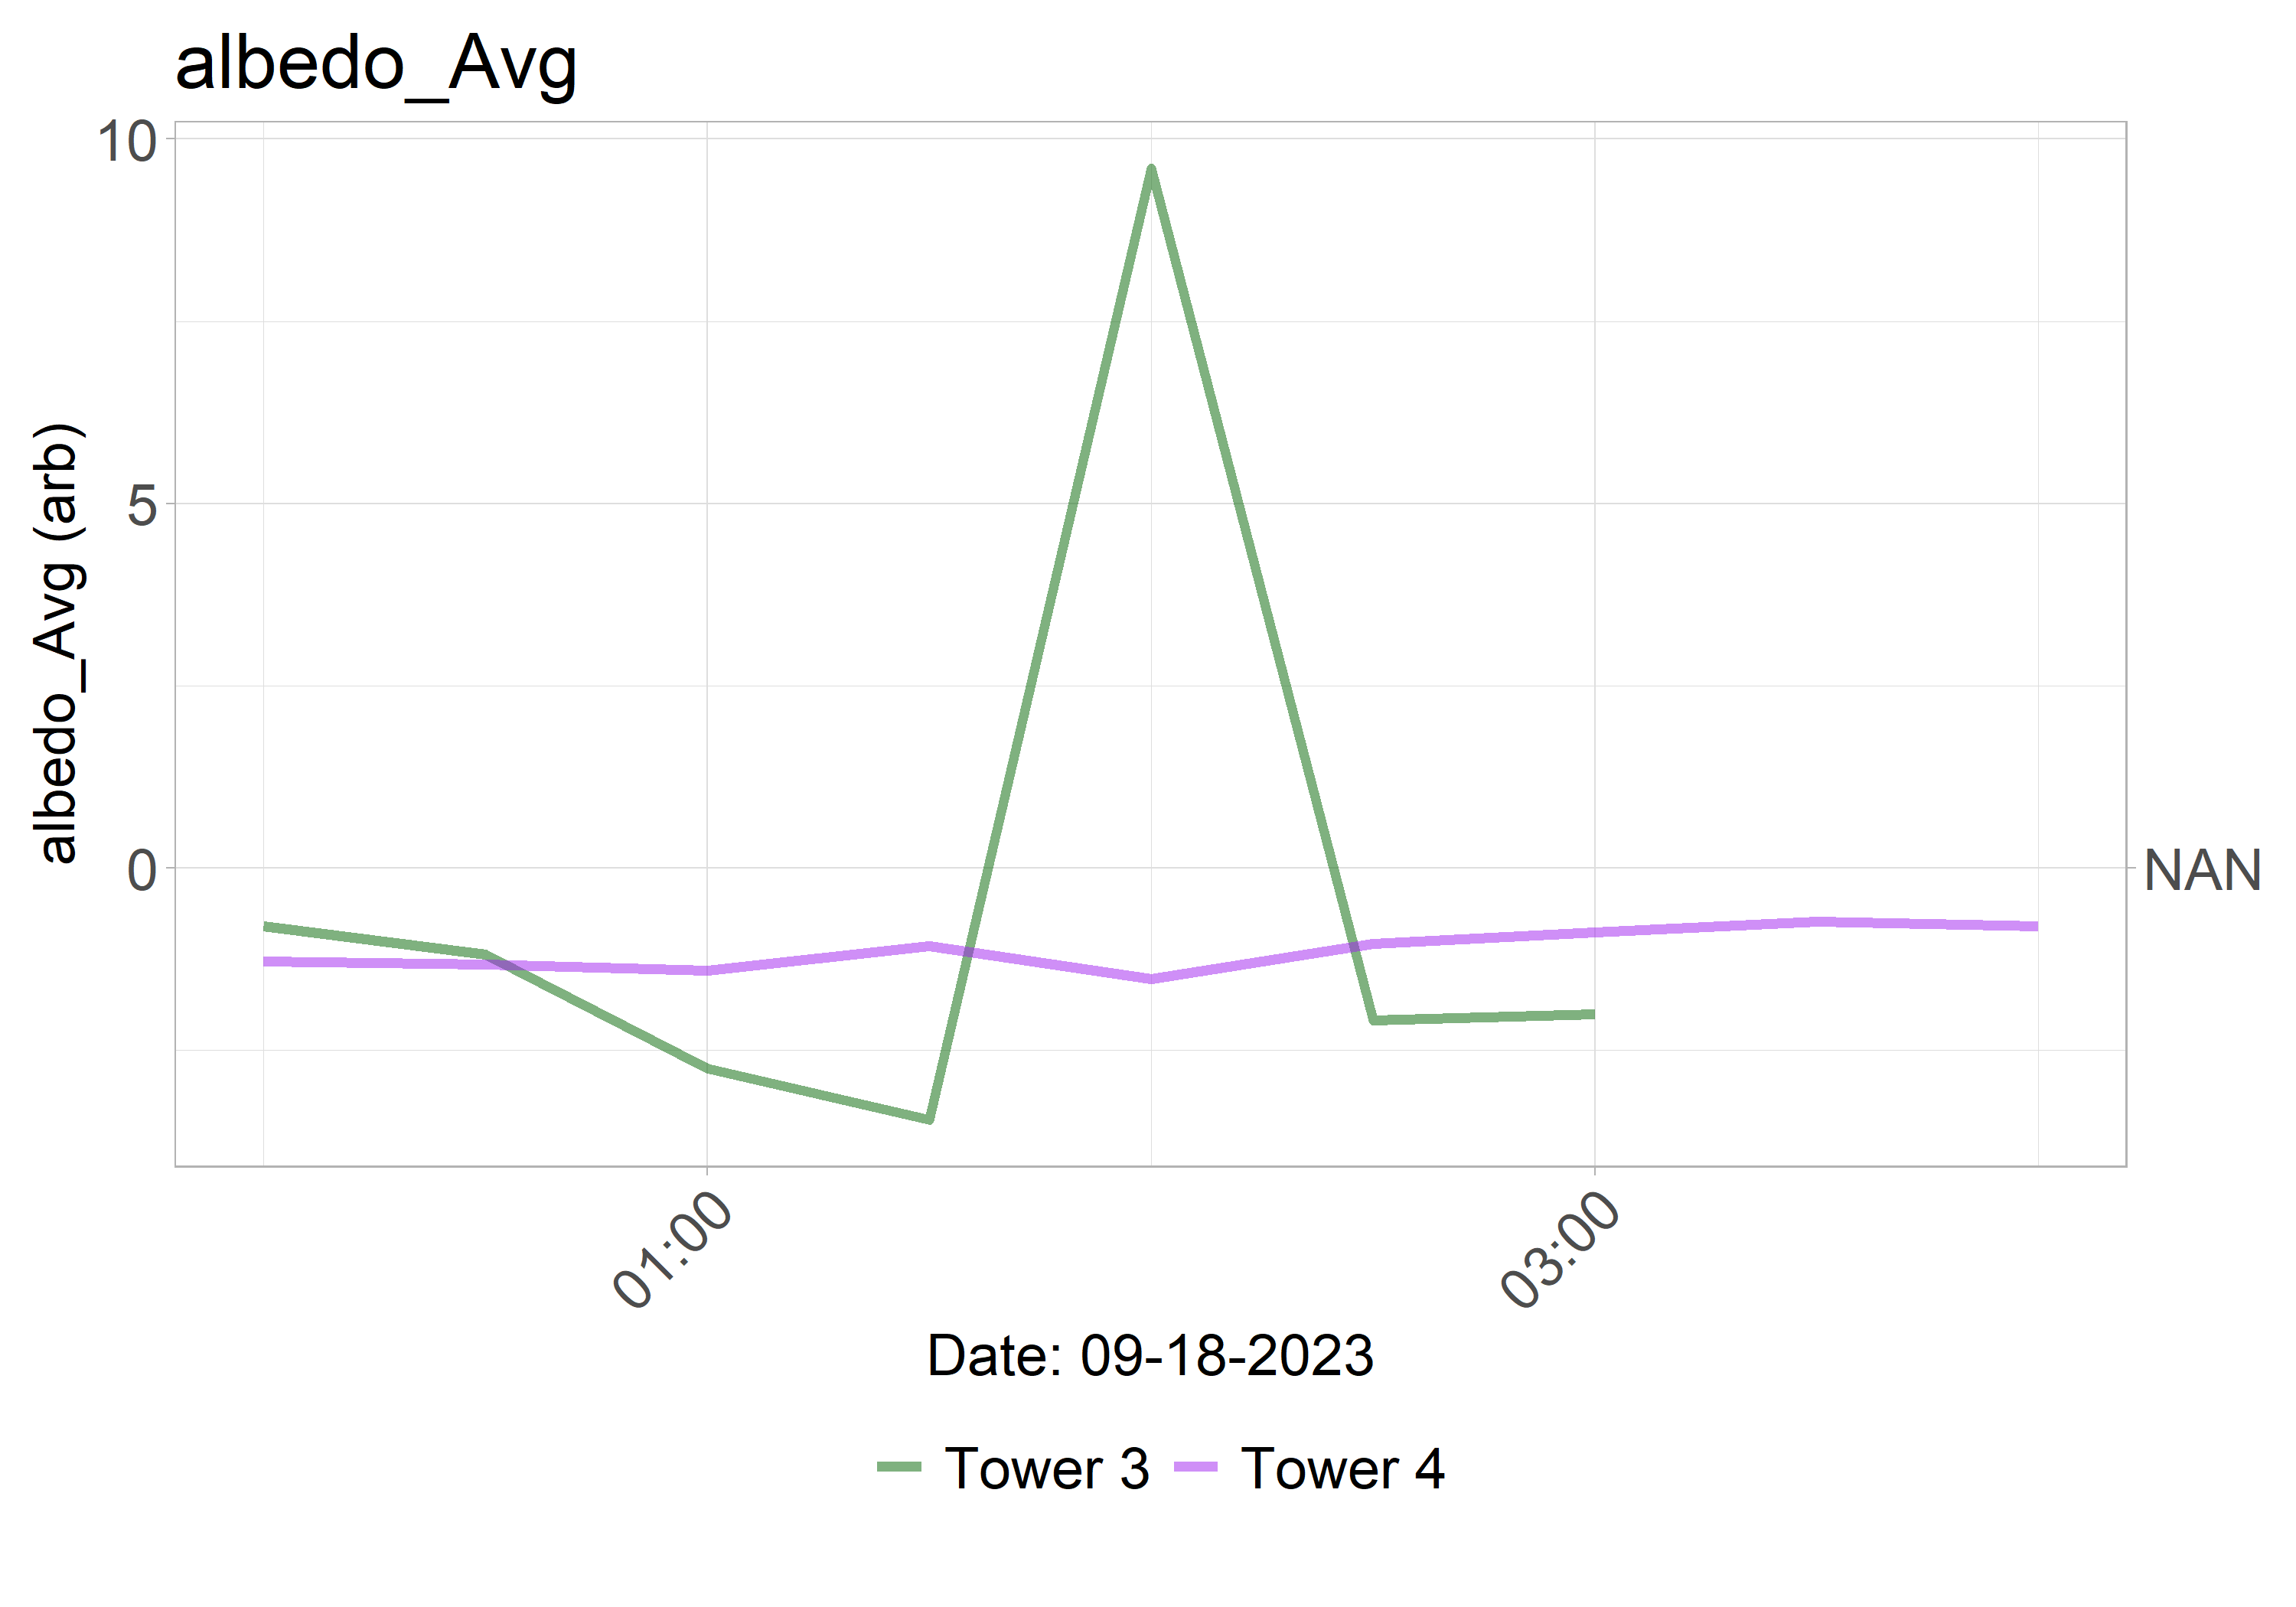 albedo_Avg
10
5
0
albedo_Avg (arb)
NAN
01:00
03:00
Date: 09-18-2023
Tower 3
Tower 4